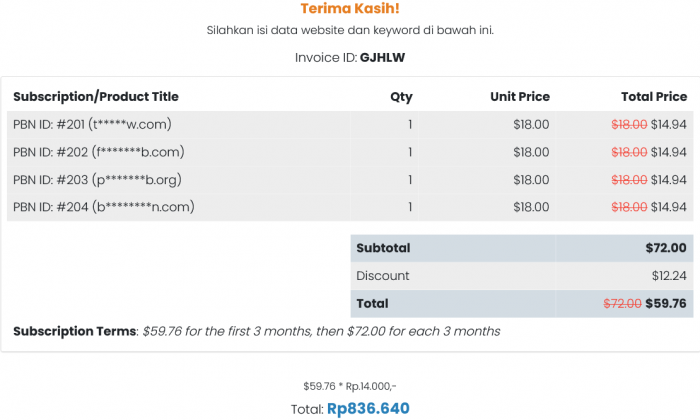 Terima Kasih!
Silahkan isi data website dan keyword di bawah ini.
Invoice ID: GJHLW
Subscription/Product Title Qty Unit Price Total Price
PBN ID: #201 (t*****w.com) 1 $18.00 $18.00 $14.94
PBN ID: #202 (f*******b.com) 1 $18.00 $18.00 $14.94
PBN ID: #203 (p*******b.org) 1 $18.00 $18.00 $14.94
PBN ID: #204 (b********n.com) 1 $18.00 $18.00 $14.94
Subtotal $72.00
Discount $12.24
Total $72.00 $59.76
Subscription Terms: $59.76 for the first 3 months, then $72.00 for each 3 months
$59.76 * Rp.14.000,-
Total: Rp836.640